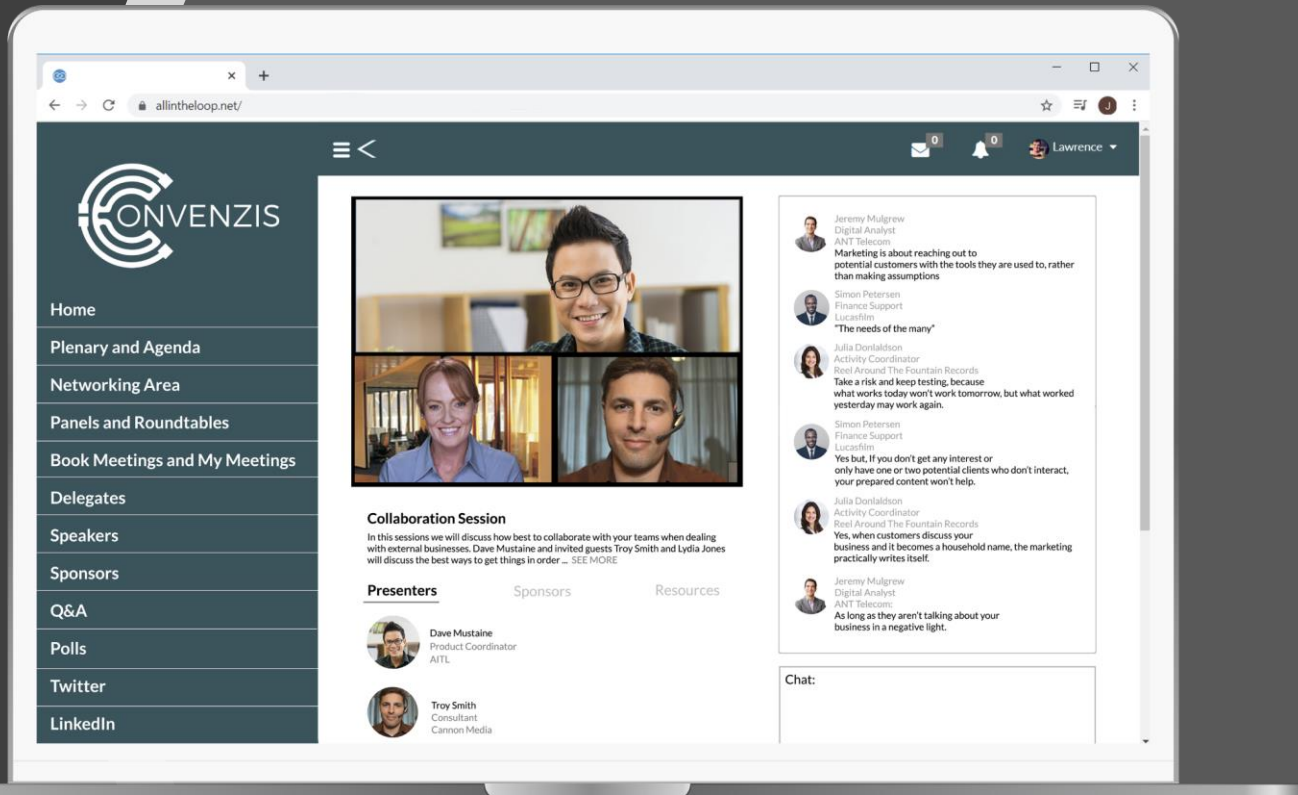 allintheloop.net/
J
CONVENZIS
0
0
Lawrence
Home
Plenary and Agenda
Networking Area
Panels and Roundtables
Book Meetings and My Meetings
Delegates
Speakers
Sponsors
Q&A
Polls
Twitter
LinkedIn
Collaboration Session
In this sessions we will discuss how best to collaborate with your teams when dealing
with external businesses. Dave Mustaine and invited guests Troy Smith and Lydia Jones
will discuss the best ways to get things in order ... SEE MORE
Presenters Sponsors Resources
Dave Mustaine
Product Coordinator
AITL
Troy Smith
Consultant
Cannon Media
Jeremy Mulgrew
Digital Analyst
ANT Telecom
Marketing is about reaching out to
potential customers with the tools they are used to, rather
than making assumptions
Simon Petersen
Finance Support
Lucasfilm
"The needs of the many"
Julia Donlaldson
Activity Coordinator
Reel Around The Fountain Records
Take a risk and keep testing, because
what works today won't work tomorrow, but what worked
yesterday may work again.
Simon Petersen
Finance Support
Lucasfilm
Yes but, If you don't get any interest or
only have one or two potential clients who don't interact,
your prepared content won't help.
Julia Donlaldson
Activity Coordinator
Reel Around The Fountain Records
Yes, when customers discuss your
business and it becomes a household name, the marketing
practically writes itself.
Jeremy Mulgrew
Digital Analyst
ANT Telecom:
As long as they aren't talking about your
business in a negative light.
Chat: